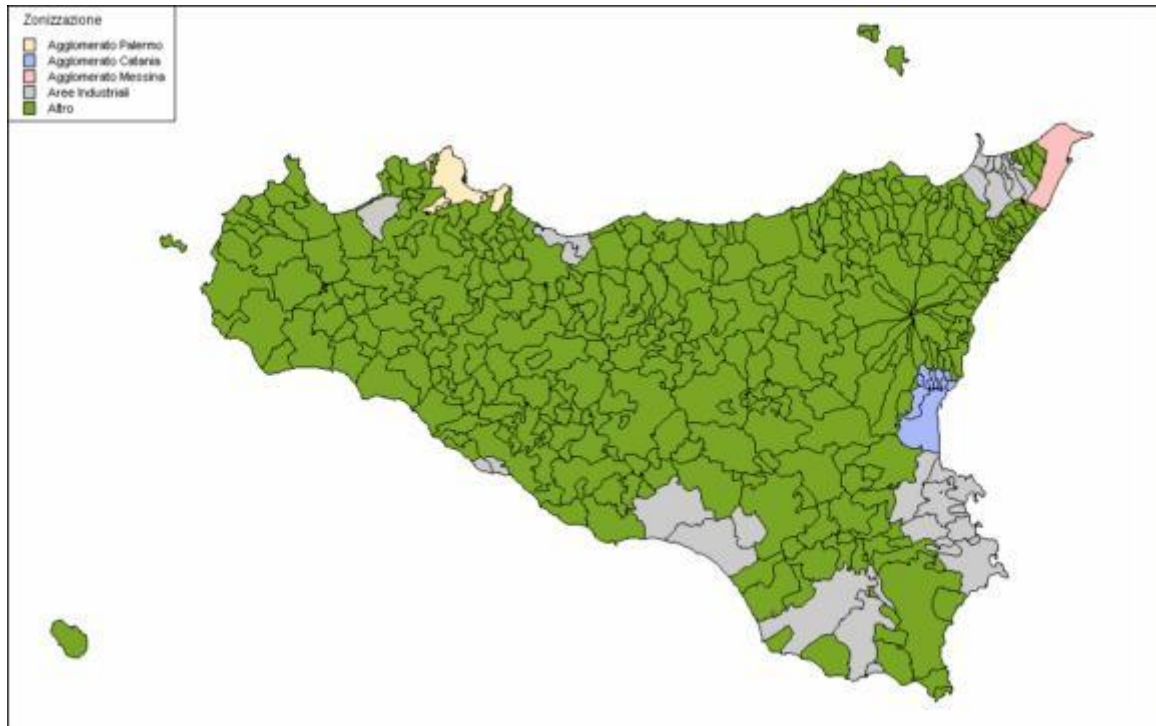 Zonizzazione
Agglomerato Palermo
Agglomerato Catania
Agglomerato Messina
Aree Industriali
Altro